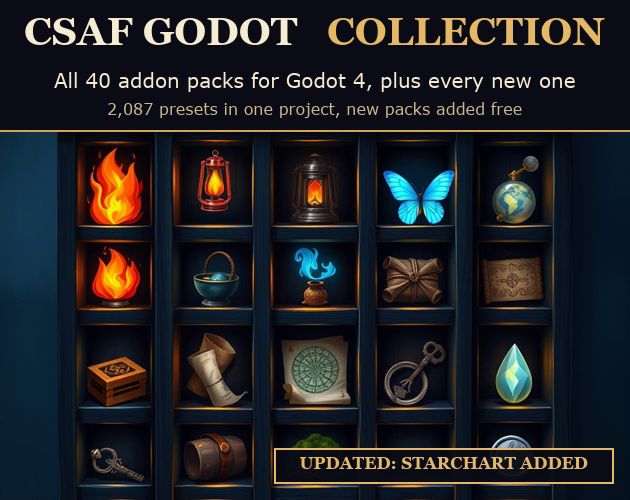 CSAF GODOT COLLECTION
All 40 addon packs for Godot 4, plus every new one
2,087 presets in one project, new packs added free
UPDATED: STARCHART ADDED